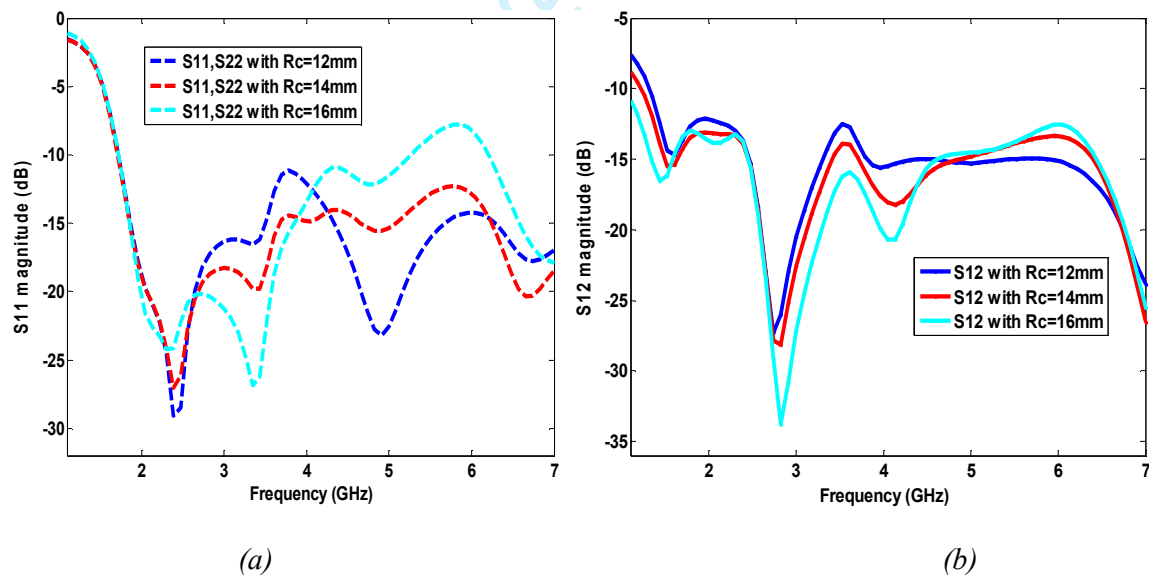 0
-5
-10
-15
-20
-25
-30
S11 magnitude (dB)
S11,S22 with Rc=12mm
S11,S22 with Rc=14mm
S11,S22 with Rc=16mm
2 3 4 5 6 7
Frequency (GHz)
(a)
-5
-10
-15
-20
-25
-30
-35
S12 magnitude (dB)
S12 with Rc=12mm
S12 with Rc=14mm
S12 with Rc=16mm
2 3 4 5 6 7
Frequency (GHz)
(b)